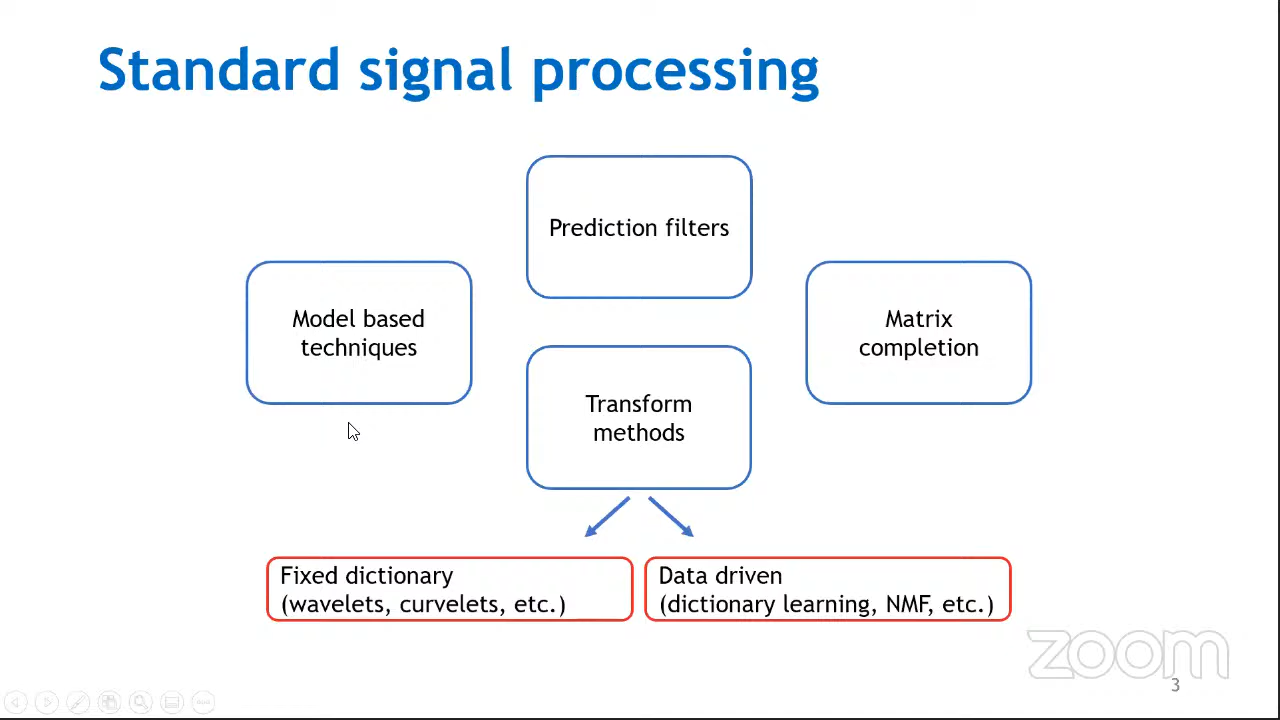 Standard signal processing
Prediction filters
Model based
techniques
Matrix
completion
Transform
methods
Fixed dictionary
(wavelets, curvelets, etc.)
Data driven
(dictionary learning, NMF, etc.)
zoom
3